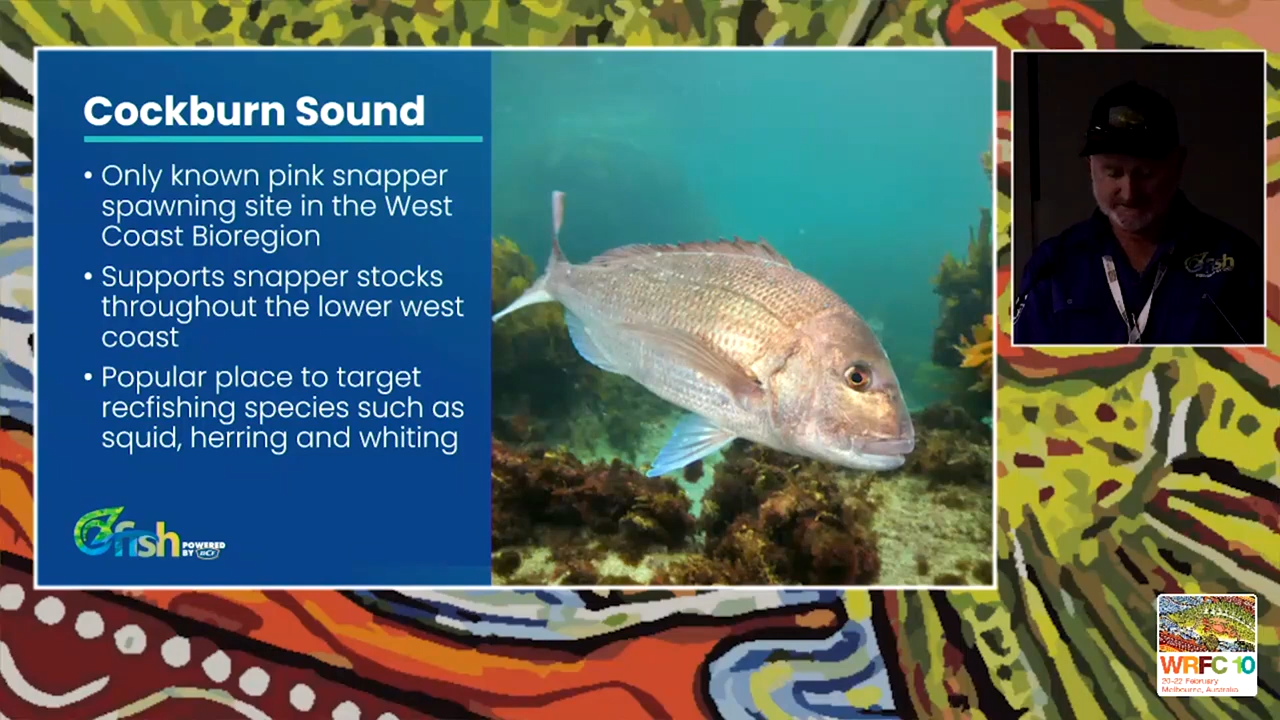 Cockburn Sound
• Only known pink snapper
spawning site in the West
Coast Bioregion
• Supports snapper stocks
throughout the lower west
coast
• Popular place to target
recfishing species such as
squid, herring and whiting
Ozfish POWERED
BY BCF
fish
WRFC 10
20-22 February
Melbourne, Australia